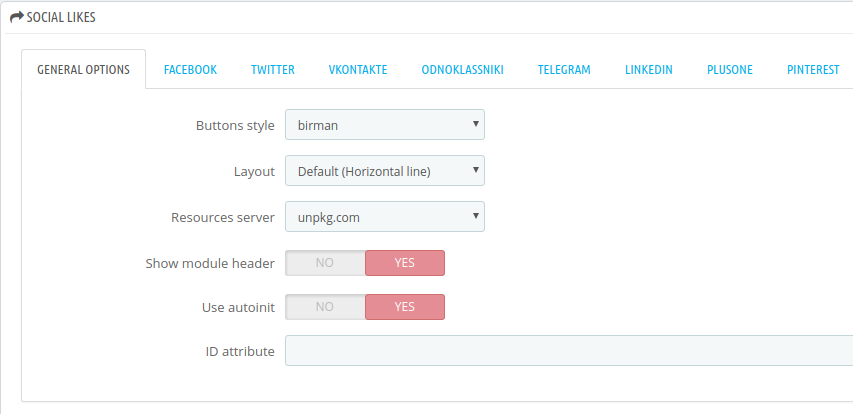 SOCIAL LIKES
GENERAL OPTIONS FACEBOOK TWITTER VKONTAKTE ODNOKLASSNIKI TELEGRAM LINKEDIN PLUSONE PINTEREST
Buttons style birman
Layout Default (Horizontal line)
Resources server unpkg.com
Show module header NO YES
Use autoinit NO YES
ID attribute